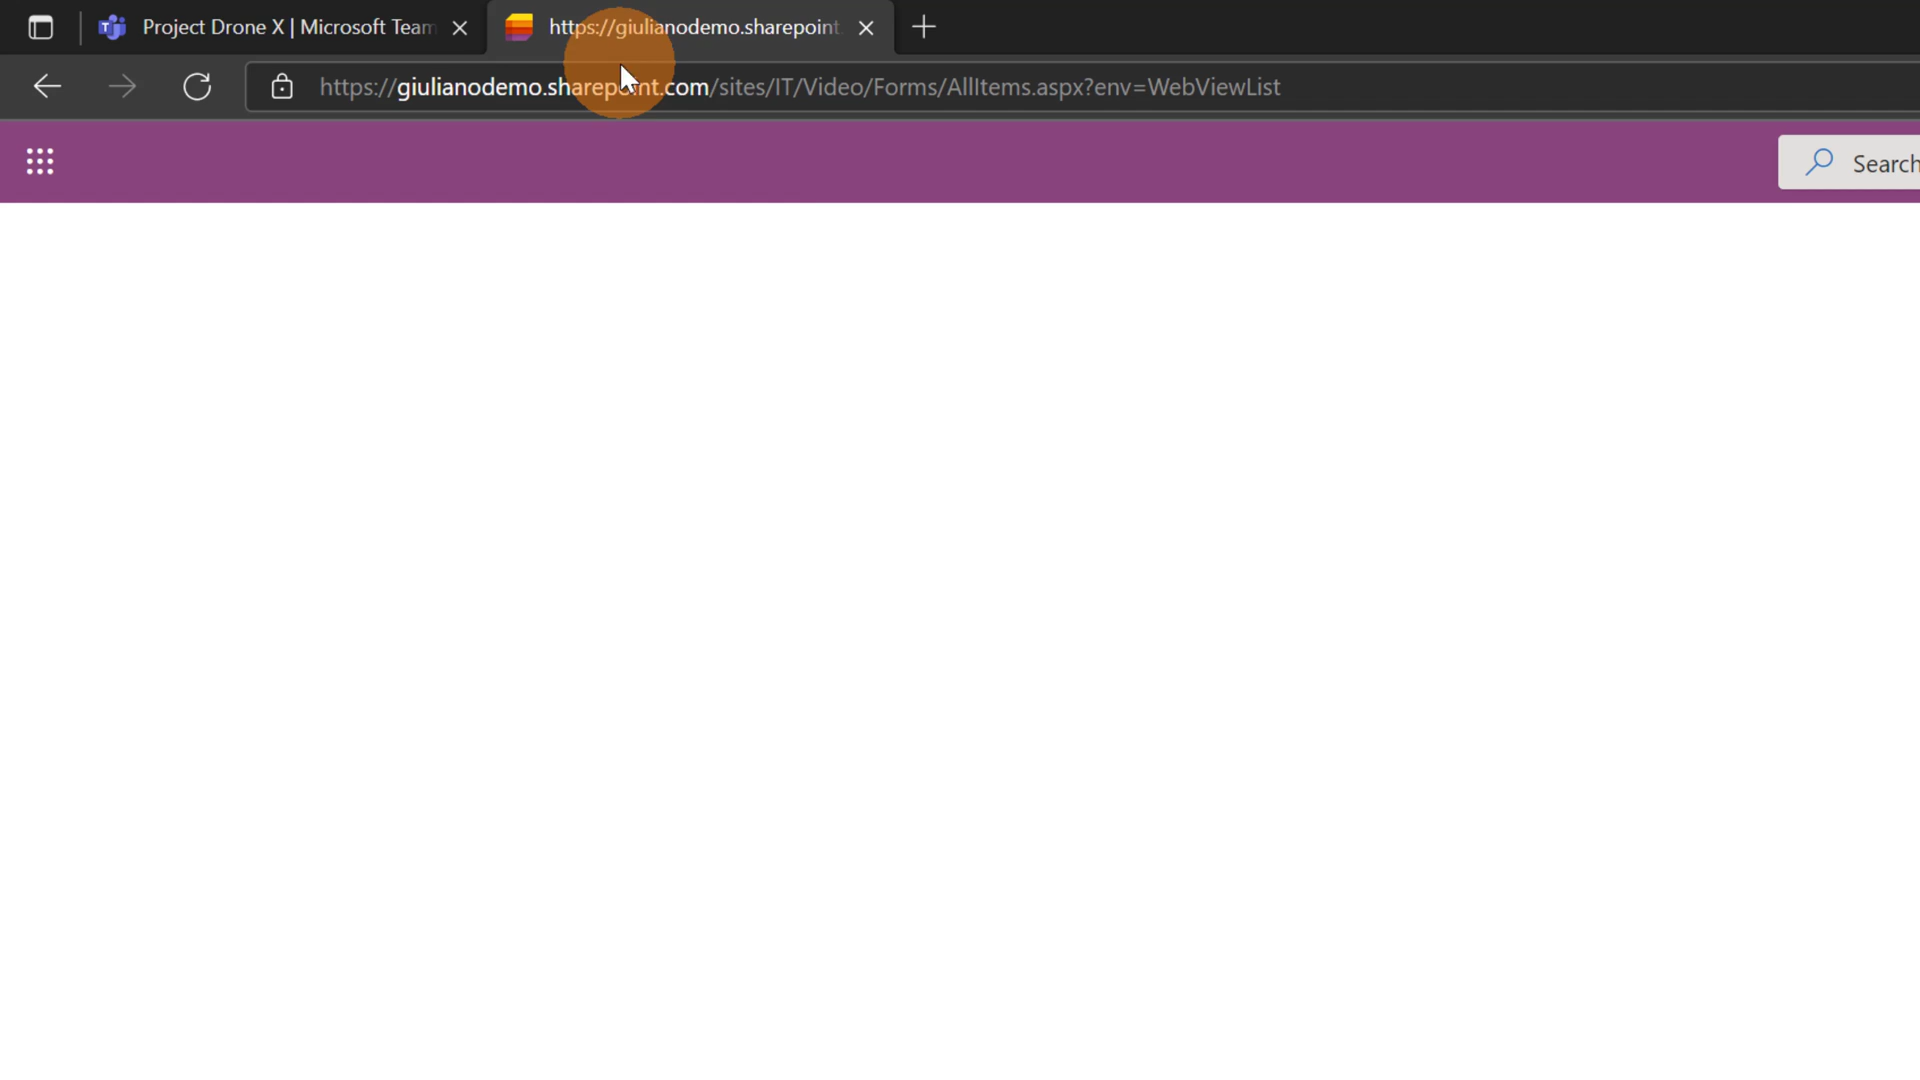 Project Drone X | Microsoft Team
https://giulianodemo.sharepoint.
https://giulianodemo.sharepoint.com/sites/IT/Video/Forms/AllItems.aspx?env=WebViewList
Search